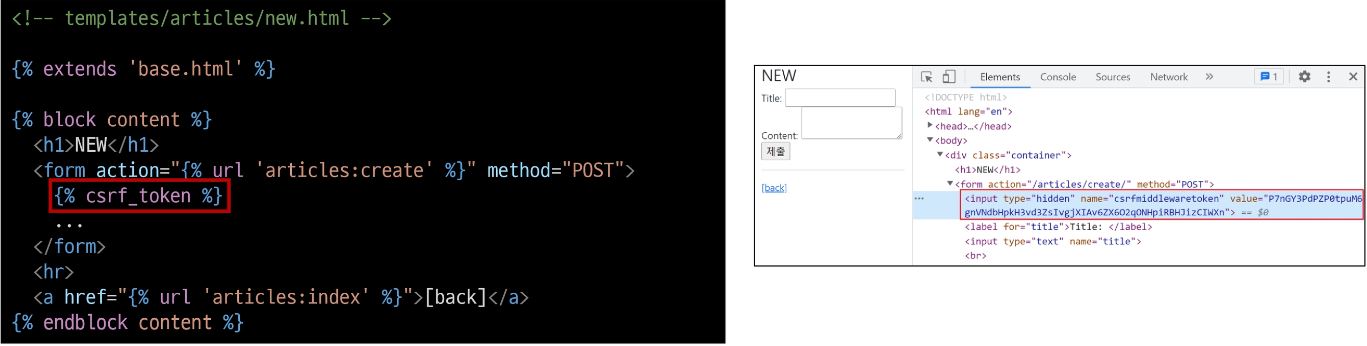 <!-- templates/articles/new.html -->
{% extends 'base.html' %}
{% block content %}
<h1>NEW</h1>
<form action="{% url 'articles:create' %}" method="POST">
{% csrf_token %}
...
</form>
<hr>
<a href="{% url 'articles:index' %}">[back]</a>
{% endblock content %}
NEW
Title:
Content:
제출
[back]
Elements Console Sources Network » 1
<!DOCTYPE html>
<html lang="en">
<head>…</head>
<body>
<div class="container">
<h1>NEW</h1>
<form action="/articles/create/" method="POST">
<input type="hidden" name="csrfmiddlewaretoken" value="P7nGY3PdPZP0tpuM6
gnVNdbHpkH3vd3ZsIvgjXIAv6ZX6O2qONHpiRBHJizCIWXn"> == $0
<label for="title">Title: </label>
<input type="text" name="title">
<br>